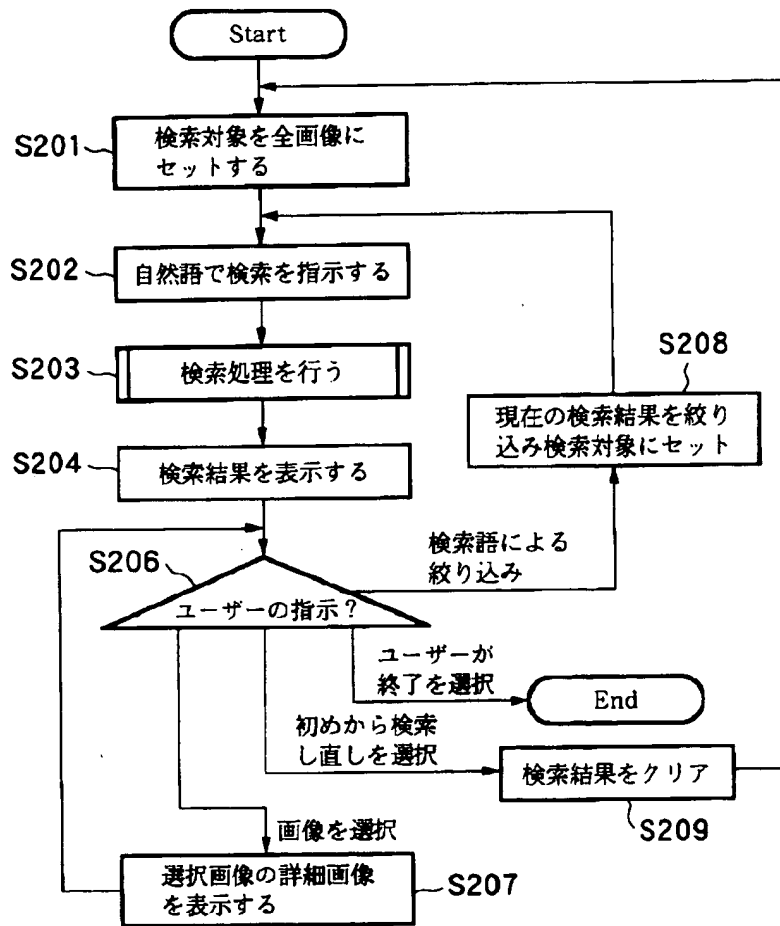 Start
S201
検索対象を全画像に
セットする
S202
自然語で検索を指示する
S203
検索処理を行う
S208
現在の検索結果を絞り
込み検索対象にセット
S204
検索結果を表示する
検索語による
絞り込み
S206
ユーザーの指示?
ユーザーが
終了を選択
End
初めから検索
し直しを選択
検索結果をクリア
S209
画像を選択
選択画像の詳細画像
を表示する
S207